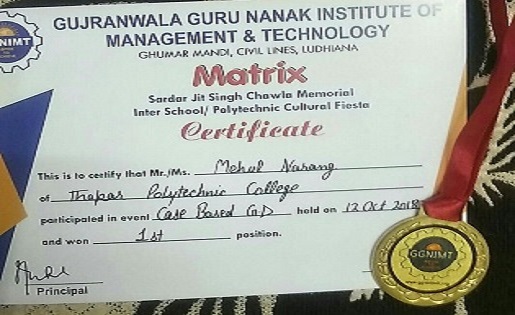 GUJRANWALA GURU NANAK INSTITUTE OF
MANAGEMENT & TECHNOLOGY
GHUMAR MANDI, CIVIL LINES, LUDHIANA
Matrix
Sardar Jit Singh Chawla Memorial
Inter School/ Polytechnic Cultural Fiesta
Certificate
This is to certify that Mr./Ms. Mehul Narang
of Thapar Polytechnic College
participated in event Case Based G.D held on 12 Oct 2018
and won 1st position.
Principal
GGNIMT